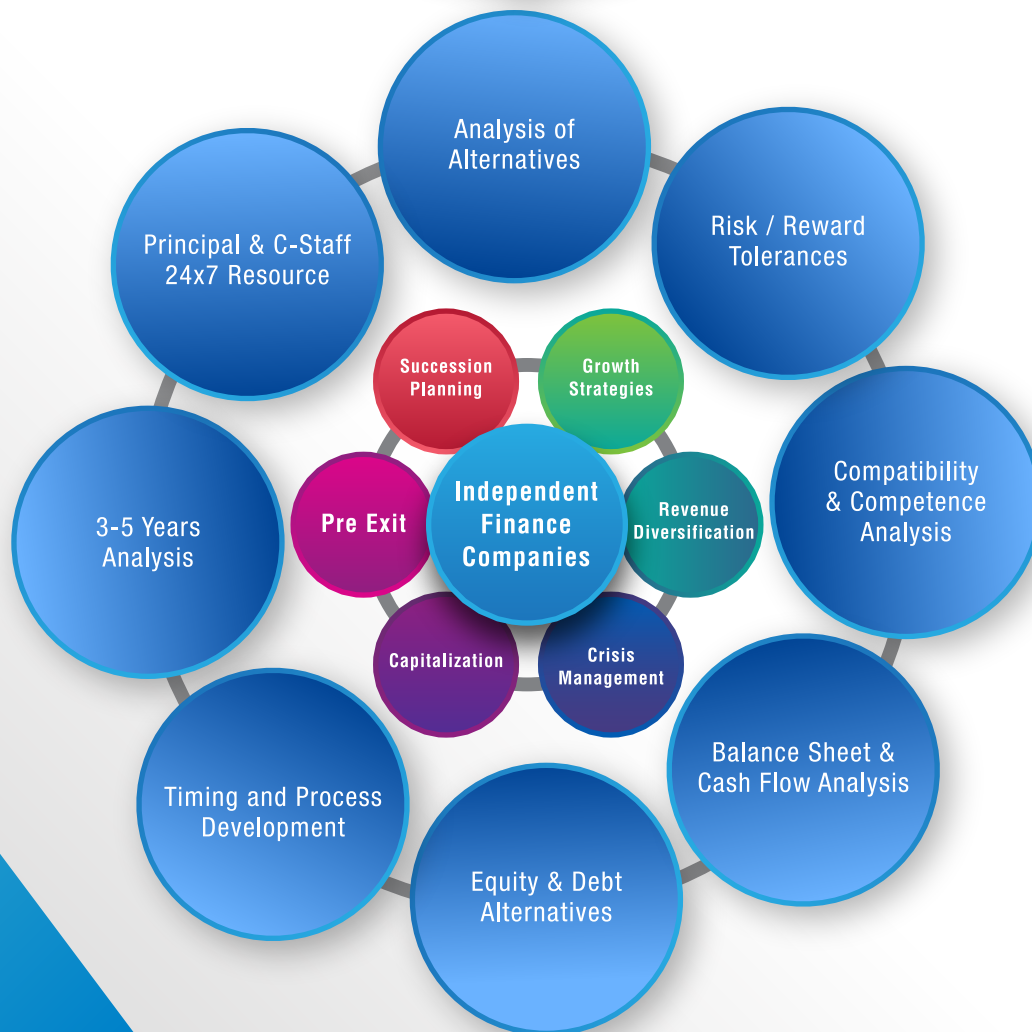 Analysis of
Alternatives
Risk / Reward
Tolerances
Principal & C-Staff
24x7 Resource
Succession
Planning
Growth
Strategies
Compatibility
& Competence
Analysis
Independent
Finance
Companies
Pre Exit
Revenue
Diversification
3-5 Years
Analysis
Capitalization
Crisis
Management
Balance Sheet &
Cash Flow Analysis
Timing and Process
Development
Equity & Debt
Alternatives